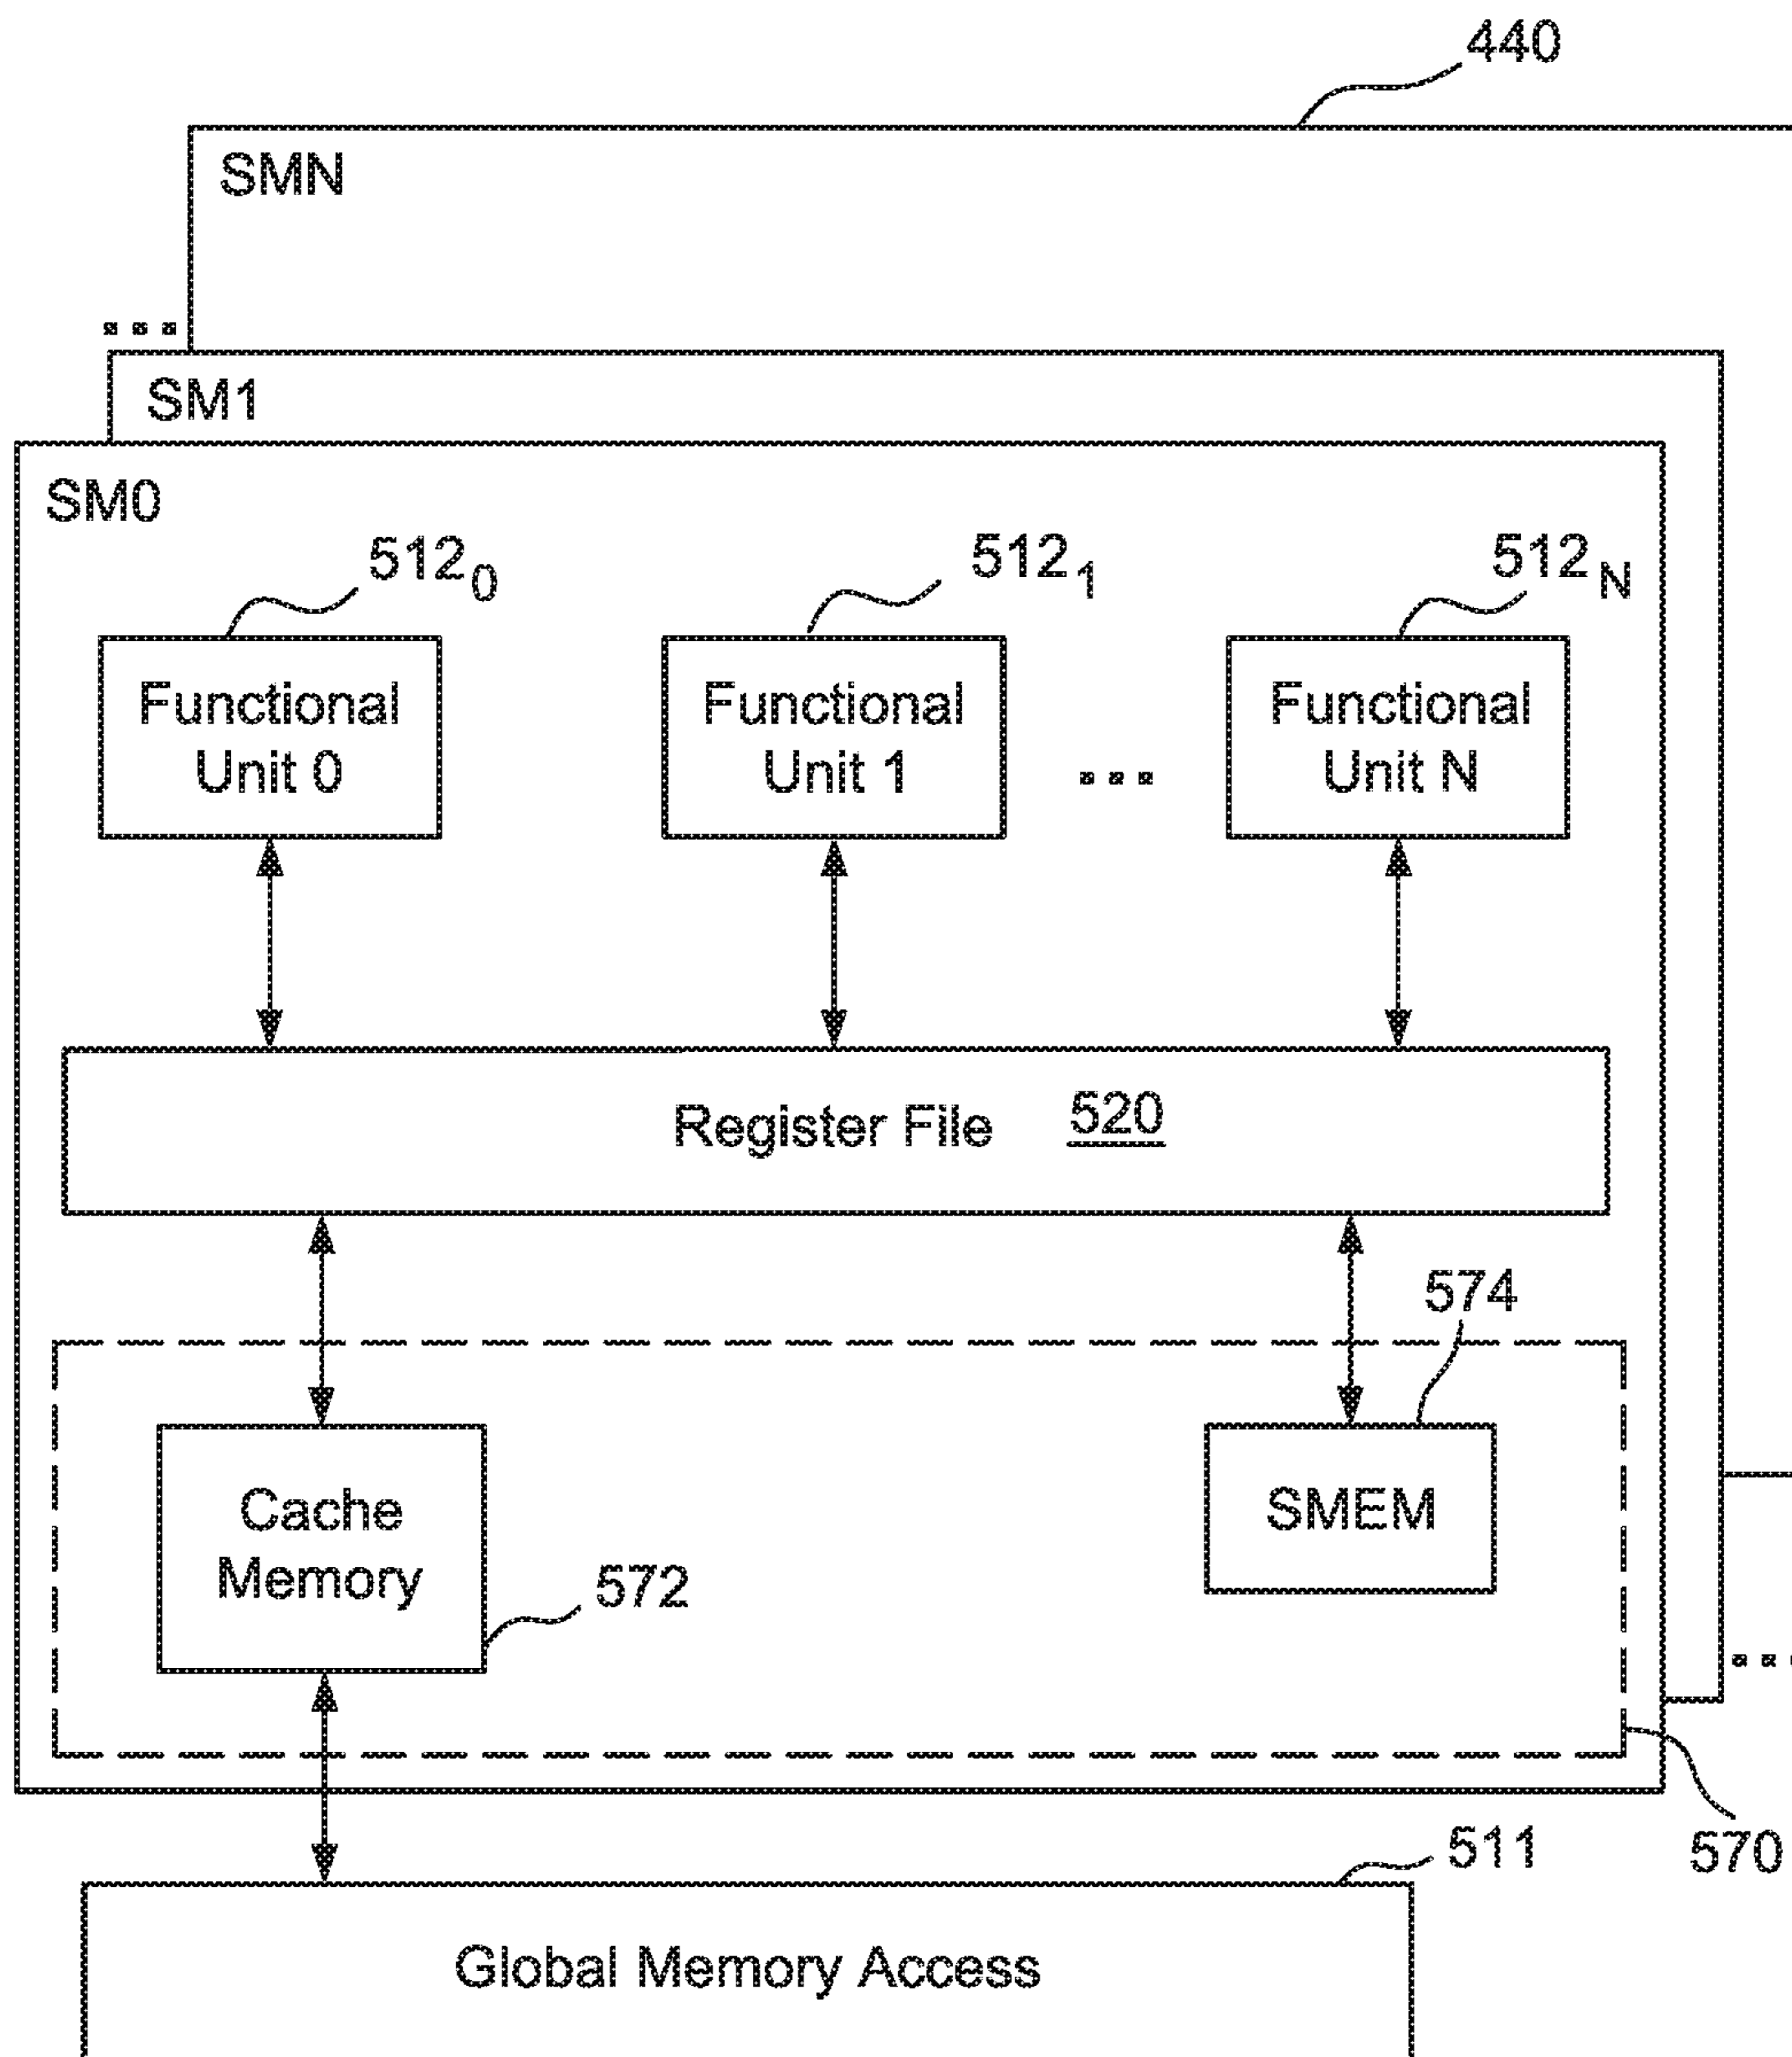 440
SMN
...
SM1
SM0
512₀
512₁
512N
Functional
Unit 0
Functional
Unit 1
...
Functional
Unit N
Register File 520
574
Cache
Memory
SMEM
572
...
570
511
Global Memory Access